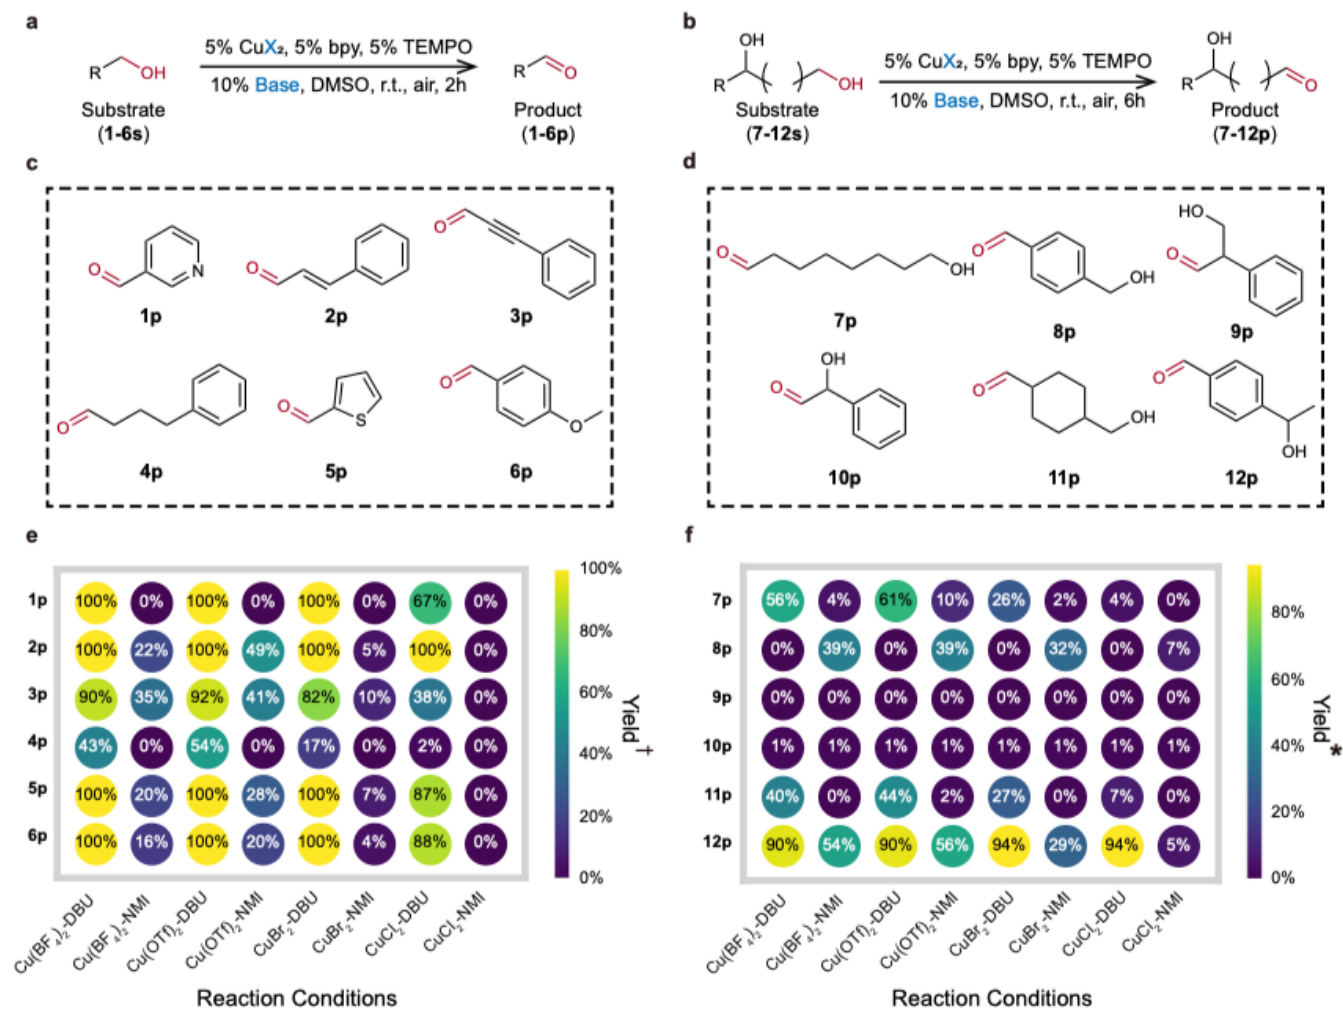 a
5% CuX₂, 5% bpy, 5% TEMPO
R OH
10% Base, DMSO, r.t., air, 2h
R O
Substrate
(1-6s)
Product
(1-6p)
b
OH
R OH
5% CuX₂, 5% bpy, 5% TEMPO
10% Base, DMSO, r.t., air, 6h
OH
R O
Substrate
(7-12s)
Product
(7-12p)
c
O N
1p
O
2p
O
3p
O
4p
O S
5p
O O
6p
d
O OH
7p
O OH
8p
HO O
9p
OH O
10p
O OH
11p
O OH
12p
e
1p 100% 0% 100% 0% 100% 0% 67% 0%
2p 100% 22% 100% 49% 100% 5% 100% 0%
3p 90% 35% 92% 41% 82% 10% 38% 0%
4p 43% 0% 54% 0% 17% 0% 2% 0%
5p 100% 20% 100% 28% 100% 7% 87% 0%
6p 100% 16% 100% 20% 100% 4% 88% 0%
100%
80%
60%
40%
20%
0%
Yield†
Cu(BF₄)₂-DBU
Cu(BF₄)₂-NMI
Cu(OTf)₂-DBU
Cu(OTf)₂-NMI
CuBr₂-DBU
CuBr₂-NMI
CuCl₂-DBU
CuCl₂-NMI
Reaction Conditions
f
7p 56% 4% 61% 10% 26% 2% 4% 0%
8p 0% 39% 0% 39% 0% 32% 0% 7%
9p 0% 0% 0% 0% 0% 0% 0% 0%
10p 1% 1% 1% 1% 1% 1% 1% 1%
11p 40% 0% 44% 2% 27% 0% 7% 0%
12p 90% 54% 90% 56% 94% 29% 94% 5%
80%
60%
40%
20%
0%
Yield*
Cu(BF₄)₂-DBU
Cu(BF₄)₂-NMI
Cu(OTf)₂-DBU
Cu(OTf)₂-NMI
CuBr₂-DBU
CuBr₂-NMI
CuCl₂-DBU
CuCl₂-NMI
Reaction Conditions